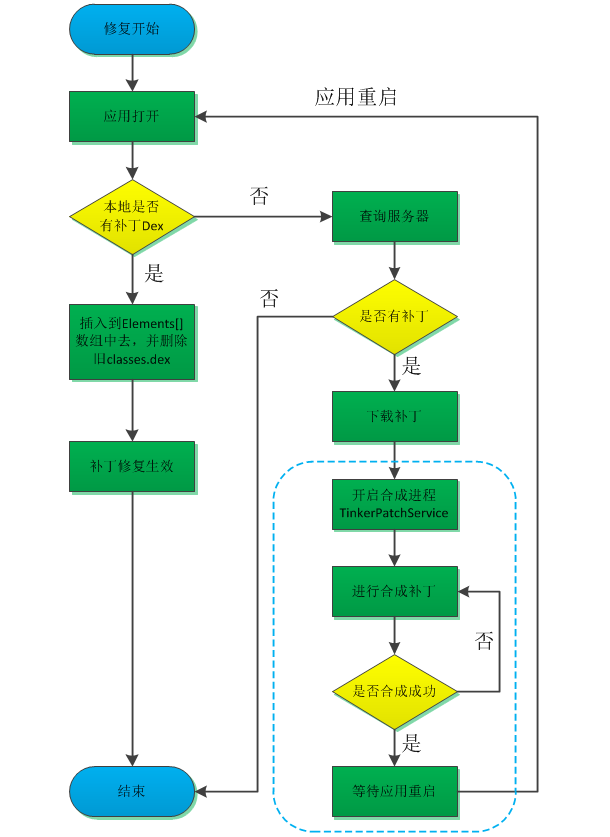 修复开始
应用打开
应用重启
本地是否
有补丁Dex
否
查询服务器
是
否
是否有补丁
插入到Elements[]
数组中去，并删除
旧classes.dex
是
下载补丁
补丁修复生效
开启合成进程
TinkerPatchService
进行合成补丁
否
是否合成成功
是
结束
等待应用重启